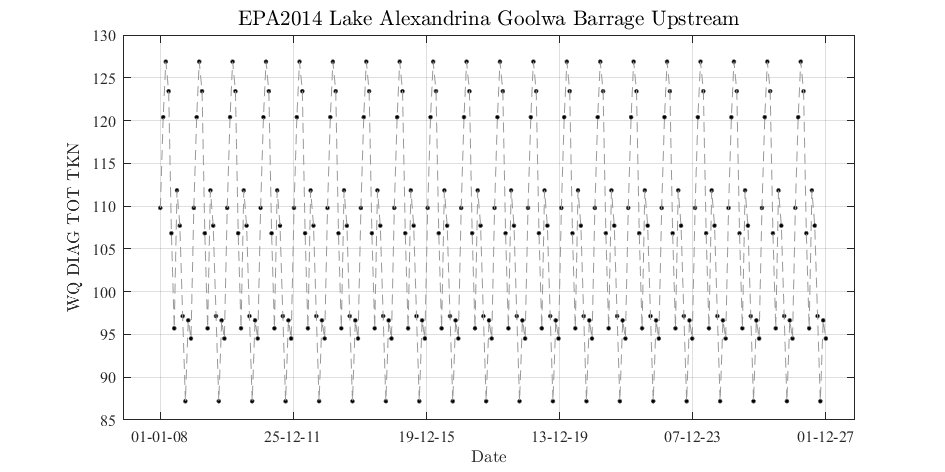 EPA2014 Lake Alexandrina Goolwa Barrage Upstream
130
125
120
115
110
105
100
95
90
85
WQ DIAG TOT TKN
01-01-08 25-12-11 19-12-15 13-12-19 07-12-23 01-12-27
Date